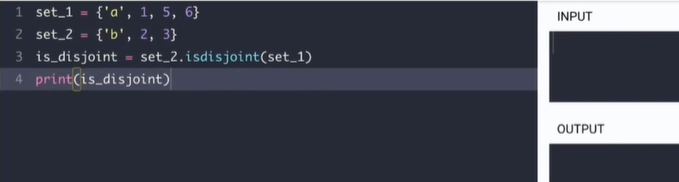 1 set_1 = {'a', 1, 5, 6}
2 set_2 = {'b', 2, 3}
3 is_disjoint = set_2.isdisjoint(set_1)
4 print(is_disjoint)
INPUT
OUTPUT